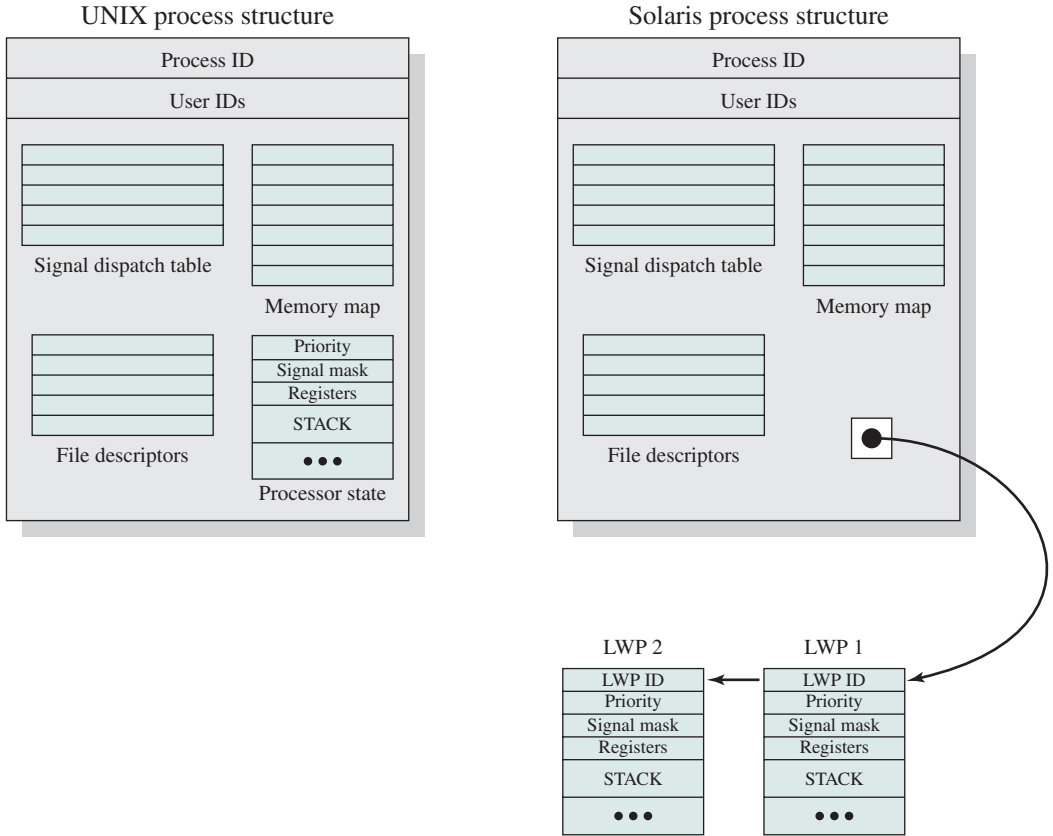 UNIX process structure
Process ID
User IDs
Signal dispatch table
Memory map
Priority
Signal mask
Registers
STACK
•••
File descriptors
Processor state
Solaris process structure
Process ID
User IDs
Signal dispatch table
Memory map
File descriptors
LWP 2
LWP ID
Priority
Signal mask
Registers
STACK
•••
LWP 1
LWP ID
Priority
Signal mask
Registers
STACK
•••